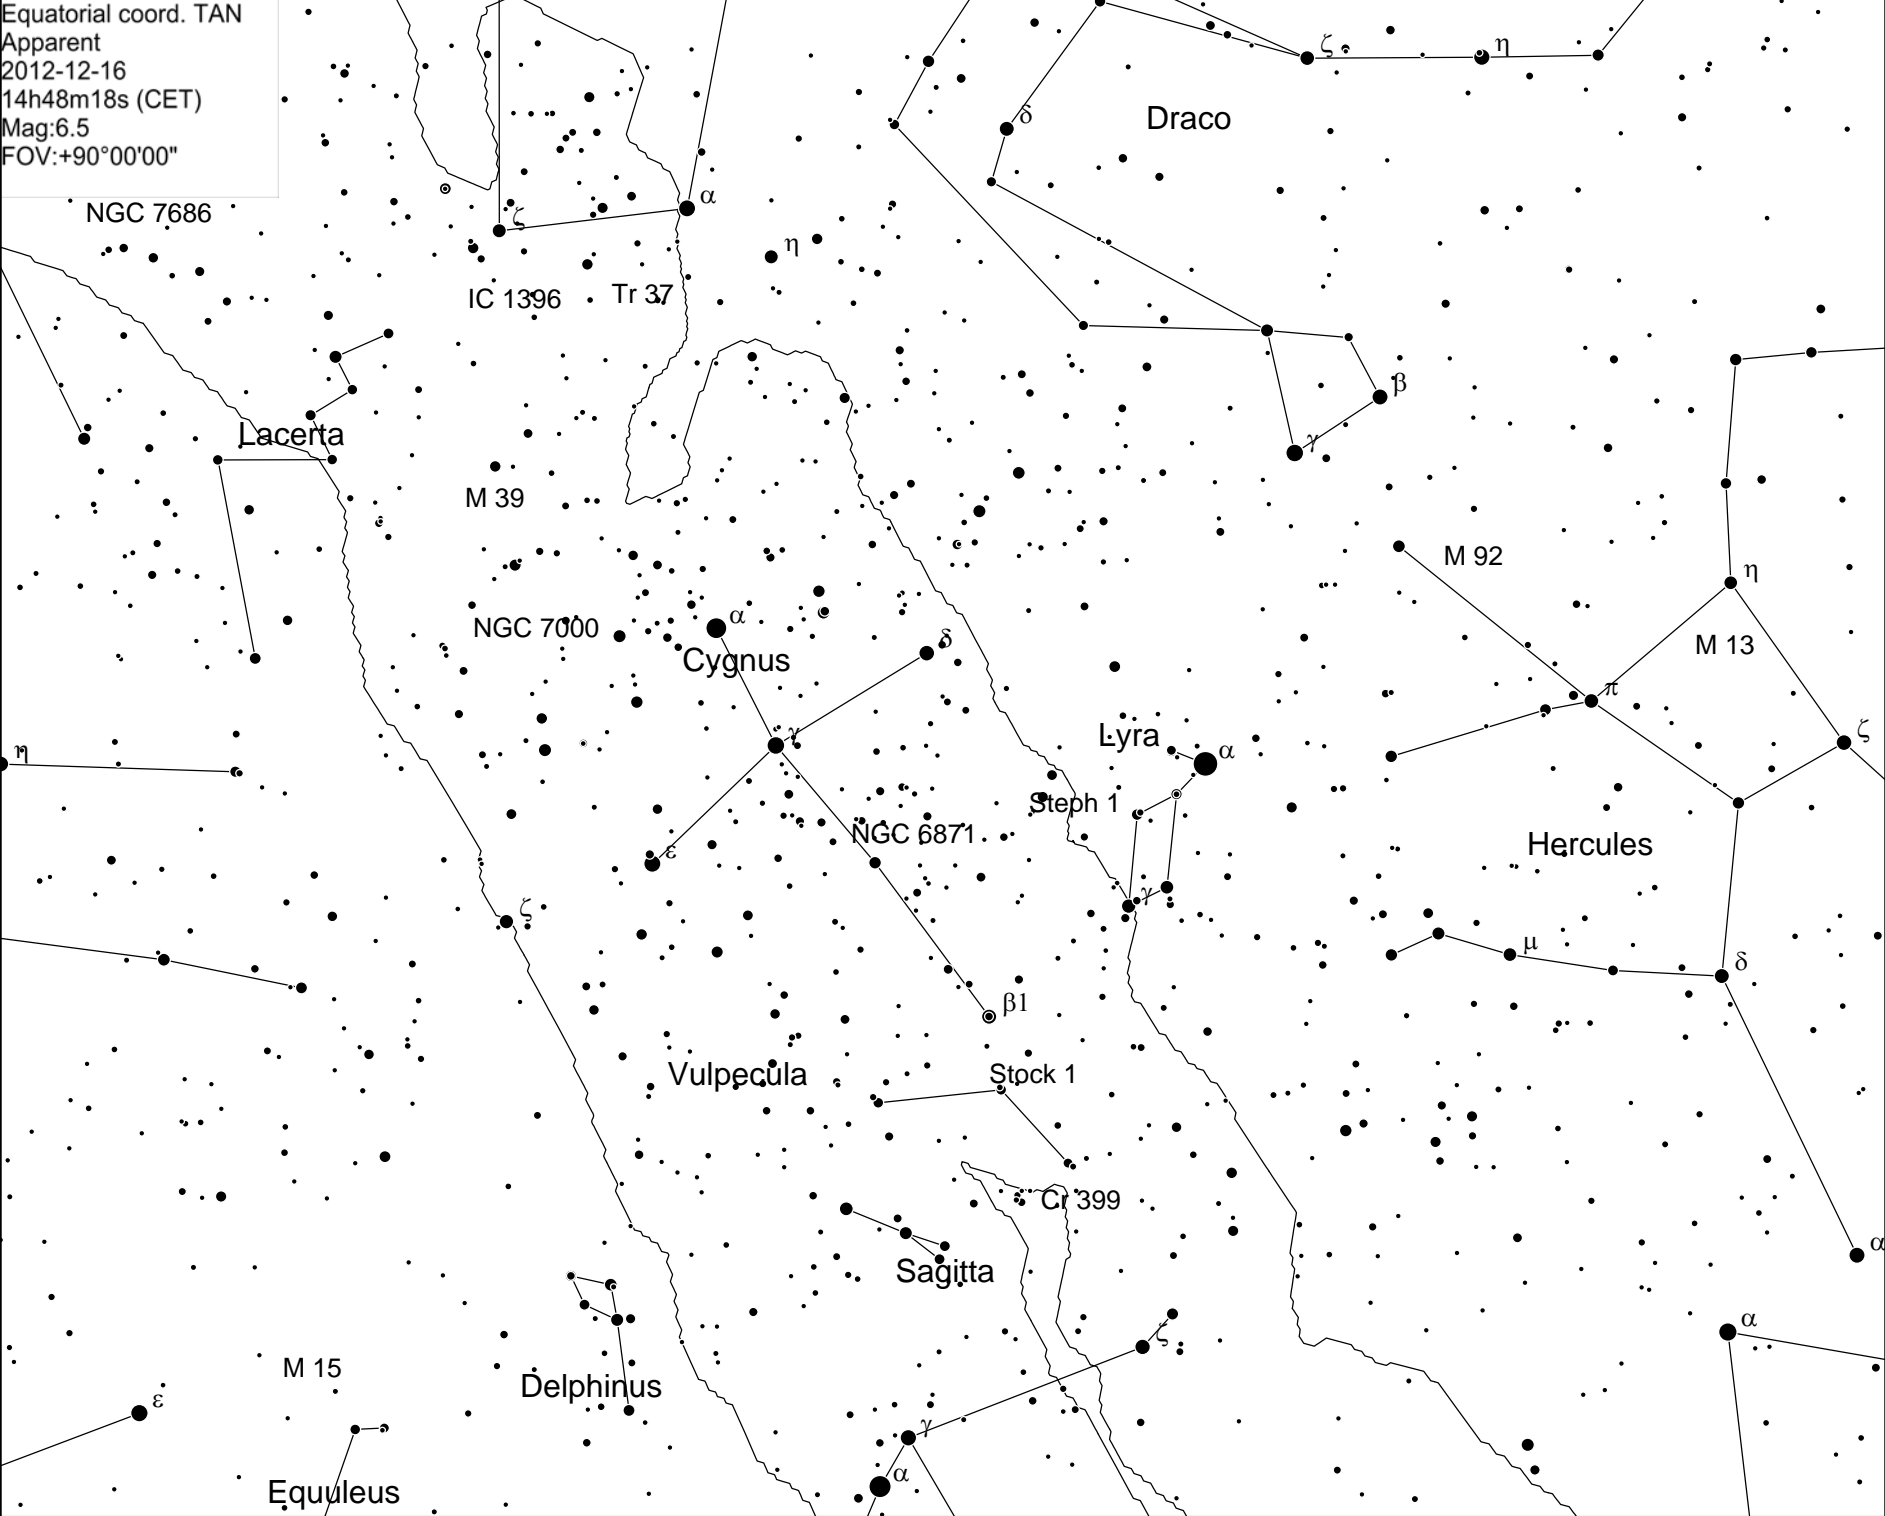 Equatorial coord. TAN
Apparent
2012-12-16
14h48m18s (CET)
Mag:6.5
FOV:+90°00'00"
ζ
η
δ
Draco
NGC 7686
α
ζ
η
IC 1396
Tr 37
β
Lacerta
γ
M 39
M 92
η
NGC 7000
α
Cygnus
δ
M 13
π
η
γ
Lyra
α
ζ
Steph 1
NGC 6871
ε
Hercules
γ
ζ
μ
δ
β1
Vulpecula
Stock 1
Cr 399
α
Sagitta
ζ
α
M 15
Delphinus
ε
γ
α
Equuleus